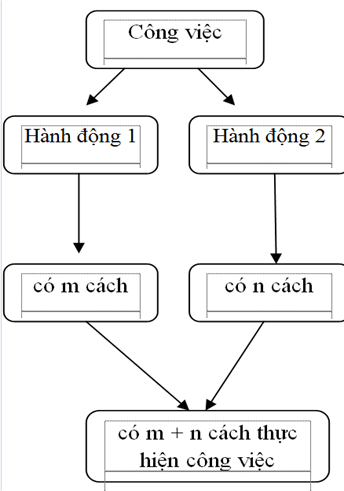 Công việc
Hành động 1
Hành động 2
có m cách
có n cách
có m + n cách thực
hiện công việc